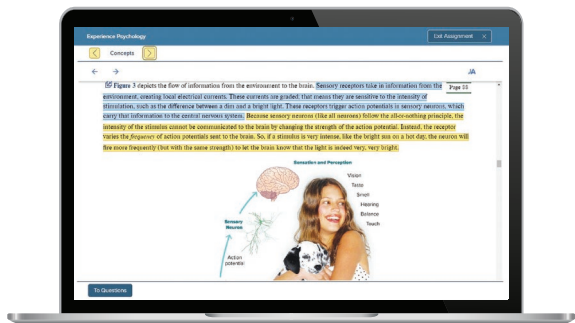 Experience Psychology
Exit Assignment X
Concepts
Figure 3 depicts the flow of information from the environment to the brain. Sensory receptors take in information from the
Page 88
environment, creating local electrical currents. These currents are graded; that means they are sensitive to the intensity of
stimulation, such as the difference between a dim and a bright light. These receptors trigger action potentials in sensory neurons, which
carry that information to the central nervous system. Because sensory neurons (like all neurons) follow the all-or-nothing principle, the
intensity of the stimulus cannot be communicated to the brain by changing the strength of the action potential. Instead, the receptor
varies the frequency of action potentials sent to the brain. So, if a stimulus is very intense, like the bright sun on a hot day, the neuron will
fire more frequently (but with the same strength) to let the brain know that the light is indeed very, very bright.
Sensation and Perception
Vision
Taste
Smell
Hearing
Balance
Touch
Sensory
Neuron
Action
potential
To Questions